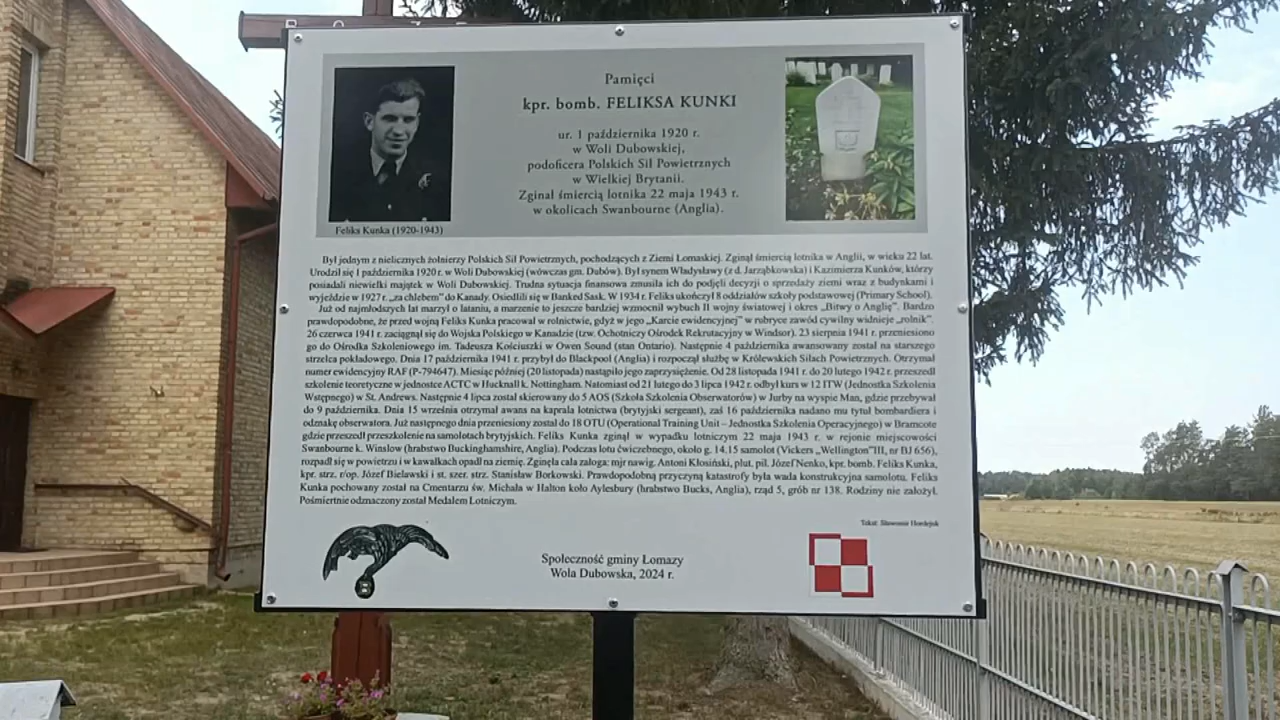 Pamięci
kpr. bomb. FELIKSA KUNKI
ur. 1 października 1920 r.
w Woli Dubowskiej,
podoficera Polskich Sił Powietrznych
w Wielkiej Brytanii.
Zginął śmiercią lotnika 22 maja 1943 r.
w okolicach Swanbourne (Anglia).
Feliks Kunka (1920-1943)
Był jednym z nielicznych żołnierzy Polskich Sił Powietrznych, pochodzących z Ziemi Łomaskiej. Zginął śmiercią lotnika w Anglii, w wieku 22 lat.
Urodził się 1 października 1920 r. w Woli Dubowskiej (wówczas gm. Dubów). Był synem Władysławy (z d. Jarząbkowska) i Kazimierza Kunków, którzy
posiadali niewielki majątek w Woli Dubowskiej. Trudna sytuacja finansowa zmusiła ich do podjęli decyzji o sprzedaży ziemi wraz z budynkami i
wyjeździe w 1927 r. „za chlebem” do Kanady. Osiedlili się w Banked Sask. W 1934 r. Feliks ukończył 8 oddziałów szkoły podstawowej (Primary School).
Już od najmłodszych lat marzył o lataniu, a marzenie to jeszcze bardziej wzmocnił wybuch II wojny światowej i okres „Bitwy o Anglię”. Bardzo
prawdopodobne, że przed wojną Feliks Kunka pracował w rolnictwie, gdyż w jego „Karcie ewidencyjnej” w rubryce zawód cywilny widnieje „rolnik”.
26 czerwca 1941 r. zaciągnął się do Wojska Polskiego w Kanadzie (tzw. Ochotniczy Ośrodek Rekrutacyjny w Windsor). 23 sierpnia 1941 r. przeniesiono
go do Ośrodka Szkoleniowego im. Tadeusza Kościuszki w Owen Sound (stan Ontario). Następnie 4 października awansowany został na starszego
strzelca pokładowego. Dnia 17 października 1941 r. przybył do Blackpool (Anglia) i rozpoczął służbę w Królewskich Siłach Powietrznych. Otrzymał
numer ewidencyjny RAF (P-794647). Miesiąc później (20 listopada) nastąpiło jego zaprzysiężenie. Od 28 listopada 1941 r. do 20 lutego 1942 r. przeszedł
szkolenie teoretyczne w jednostce ACTC w Hucknall k. Nottingham. Natomiast od 21 lutego do 3 lipca 1942 r. odbył kurs w 12 ITW (Jednostka Szkolenia
Wstępnego) w St. Andrews. Następnie 4 lipca został skierowany do 5 AOS (Szkoła Szkolenia Obserwatorów) w Jurby na wyspie Man, gdzie przebywał
do 9 października. Dnia 15 września otrzymał awans na kaprala lotnictwa (brytyjski sergeant), zaś 16 października nadano mu tytuł bombardiera i
odznakę obserwatora. Już następnego dnia przeniesiony został do 18 OTU (Operational Training Unit – Jednostka Szkolenia Operacyjnego) w Bramcote
gdzie przeszedł przeszkolenie na samolotach brytyjskich. Feliks Kunka zginął w wypadku lotniczym 22 maja 1943 r. w rejonie miejscowości
Swanbourne k. Winslow (hrabstwo Buckinghamshire, Anglia). Podczas lotu ćwiczebnego, około g. 14.15 samolot (Vickers „Wellington”III, nr BJ 656),
rozpadł się w powietrzu i w kawałkach opadł na ziemię. Zginęła cała załoga: mjr nawig. Antoni Kłosiński, plut. pil. Józef Nenko, kpr. bomb. Feliks Kunka,
kpr. strz. r/op. Józef Bielawski i st. szer. strz. Stanisław Borkowski. Prawdopodobną przyczyną katastrofy była wada konstrukcyjna samolotu. Feliks
Kunka pochowany został na Cmentarzu św. Michała w Halton koło Aylesbury (hrabstwo Bucks, Anglia), rząd 5, grób nr 138. Rodziny nie założył.
Pośmiertnie odznaczony został Medalem Lotniczym.
Tekst: Sławomir Hordejuk
Społeczność gminy Łomazy
Wola Dubowska, 2024 r.